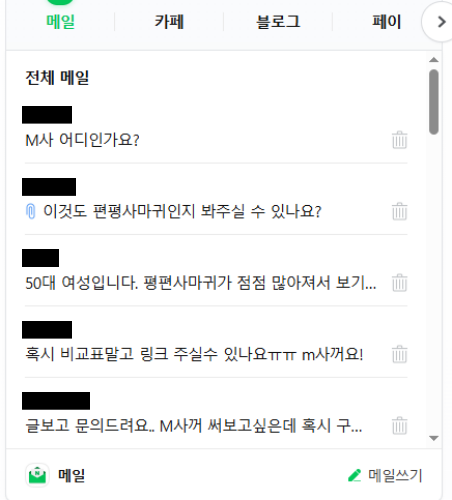 메일 카페 블로그 페이
전체 메일
M사 어디인가요?
이것도 편평사마귀인지 봐주실 수 있나요?
50대 여성입니다. 평편사마귀가 점점 많아져서 보기...
혹시 비교표말고 링크 주실수 있나요ㅠㅠ m사꺼요!
글보고 문의드려요.. M사꺼 써보고싶은데 혹시 구...
메일 메일쓰기